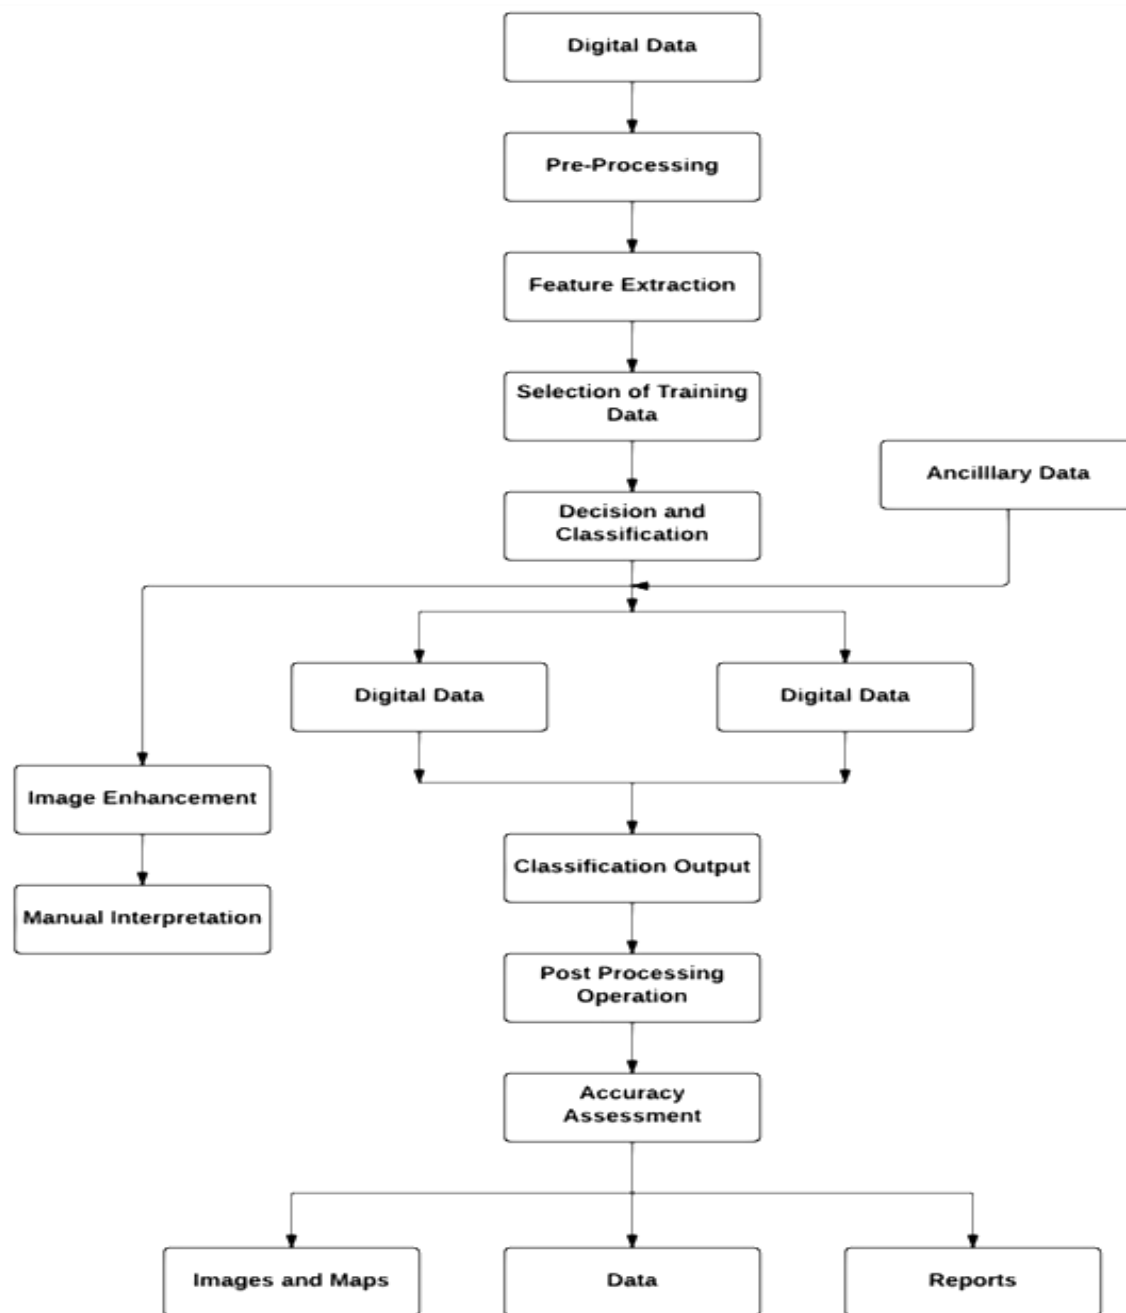 Digital Data
Pre-Processing
Feature Extraction
Selection of Training
Data
Ancilllary Data
Decision and
Classification
Digital Data
Digital Data
Image Enhancement
Classification Output
Manual Interpretation
Post Processing
Operation
Accuracy
Assessment
Images and Maps
Data
Reports